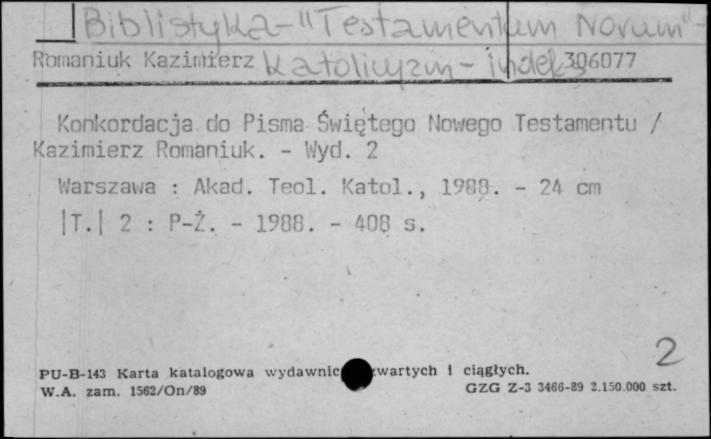 Biblistyka - "Testamentum Novum" -
Romaniuk Kazimierz katolicyzm - indeks 306077
Konkordacja do Pisma Świętego Nowego Testamentu /
Kazimierz Romaniuk. - Wyd. 2
Warszawa : Akad. Teol. Katol., 1988. - 24 cm
|T.| 2 : P-Ż. - 1988. - 408 s.
2
PU-B-143 Karta katalogowa wydawnic wartych i ciągłych.
W.A. zam. 1562/On/89 GZG Z-3 3466-89 2.150.000 szt.